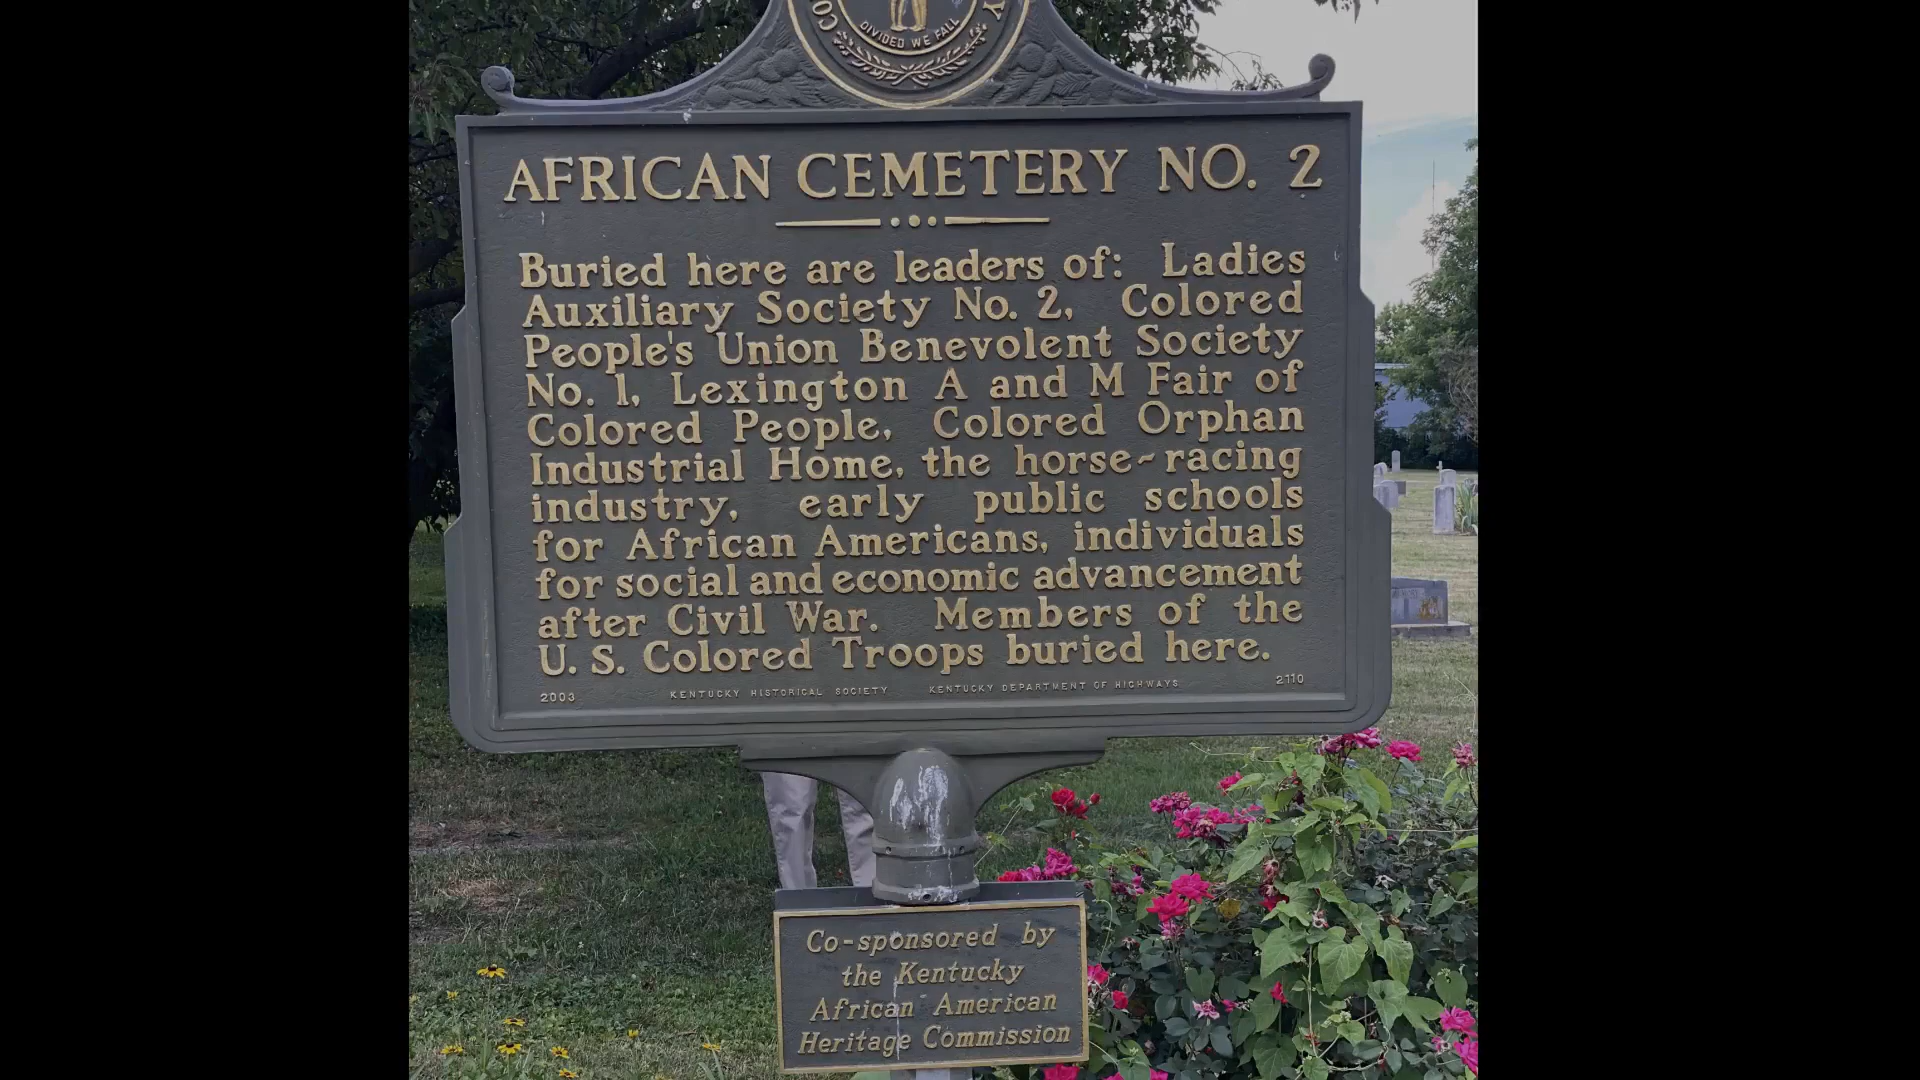 DIVIDED WE FALL
AFRICAN CEMETERY NO. 2
Buried here are leaders of: Ladies
Auxiliary Society No. 2, Colored
People's Union Benevolent Society
No. 1, Lexington A and M Fair of
Colored People, Colored Orphan
Industrial Home, the horse-racing
industry, early public schools
for African Americans, individuals
for social and economic advancement
after Civil War. Members of the
U. S. Colored Troops buried here.
2003 KENTUCKY HISTORICAL SOCIETY KENTUCKY DEPARTMENT OF HIGHWAYS 2110
Co-sponsored by
the Kentucky
African American
Heritage Commission